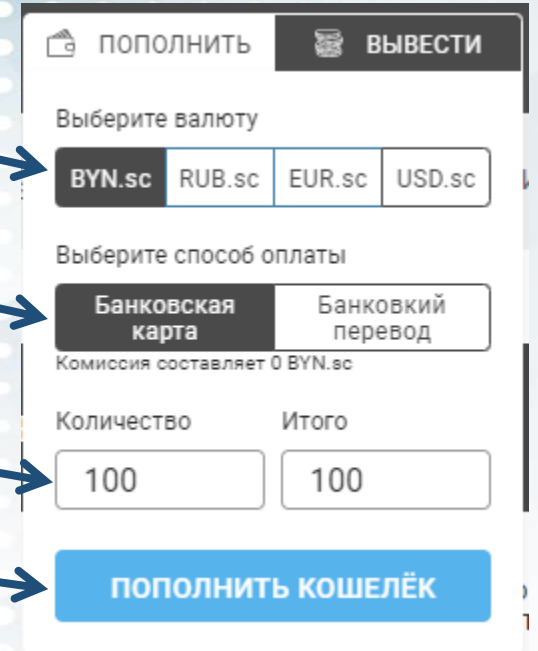 ПОПОЛНИТЬ ВЫВЕСТИ
Выберите валюту
BYN.sc RUB.sc EUR.sc USD.sc
Выберите способ оплаты
Банковская карта
Банковкий перевод
Комиссия составляет 0 BYN.sc
Количество Итого
100 100
ПОПОЛНИТЬ КОШЕЛЁК